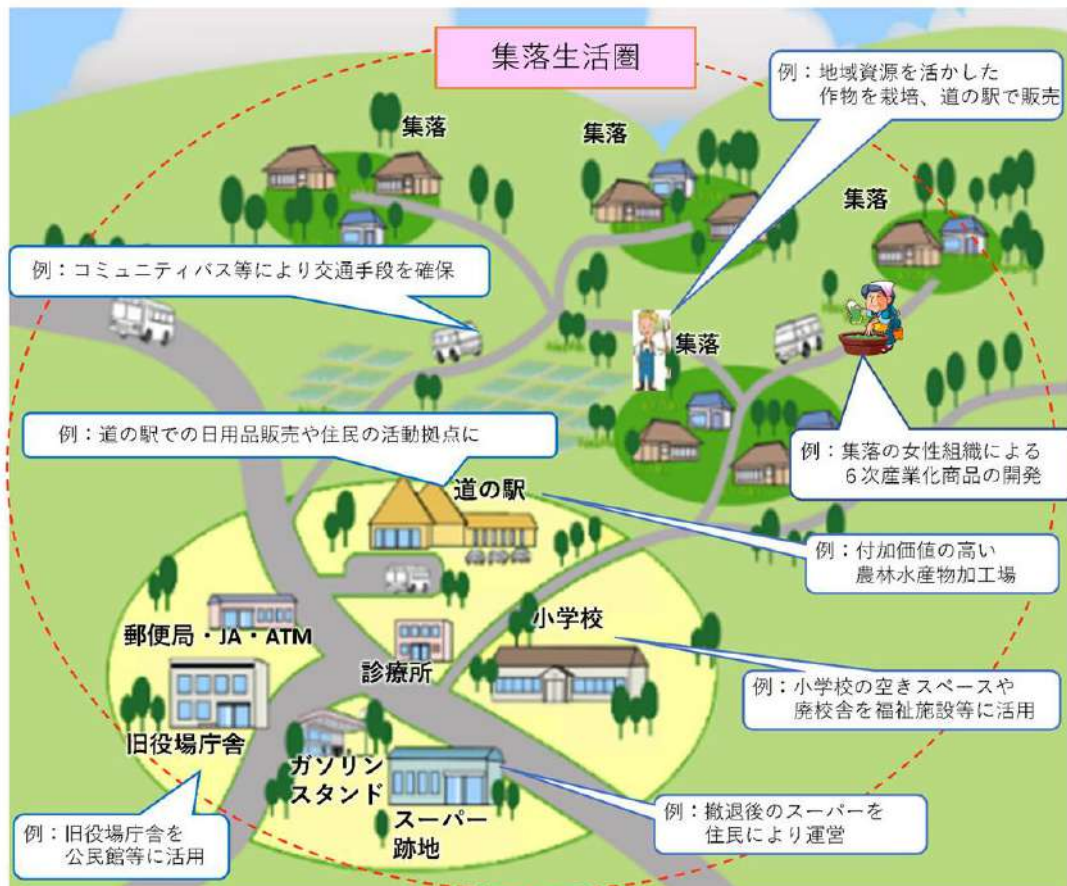 集落生活圏
例：地域資源を活かした
作物を栽培、道の駅で販売
集落
集落
集落
例：コミュニティバス等により交通手段を確保
集落
例：道の駅での日用品販売や住民の活動拠点に
例：集落の女性組織による
６次産業化商品の開発
道の駅
例：付加価値の高い
農林水産物加工場
小学校
郵便局・JA・ATM
診療所
例：小学校の空きスペースや
廃校舎を福祉施設等に活用
旧役場庁舎
ガソリン
スタンド
スーパー
跡地
例：撤退後のスーパーを
住民により運営
例：旧役場庁舎を
公民館等に活用